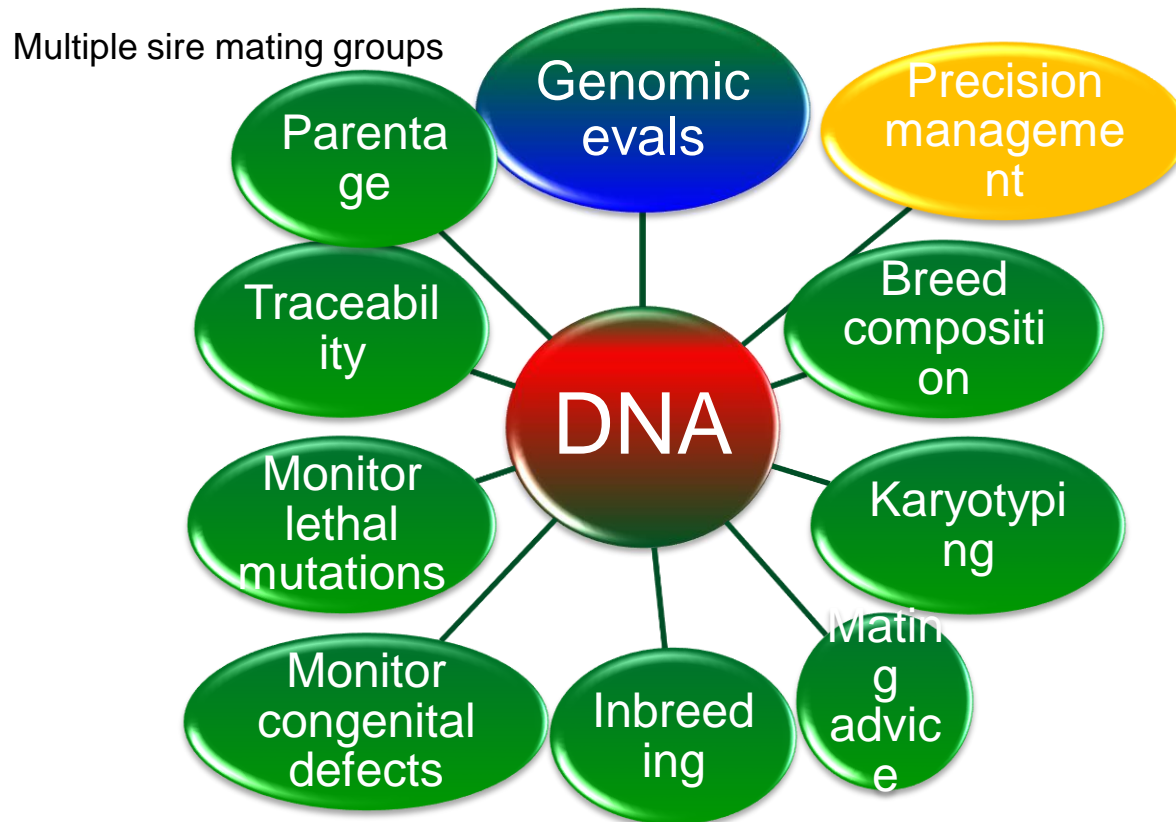 Multiple sire mating groups
Parenta
ge
Genomic
evals
Precision
manageme
nt
Traceabil
ity
Breed
compositi
on
DNA
Monitor
lethal
mutations
Karyotypi
ng
Monitor
congenital
defects
Inbreed
ing
Matin
g
advic
e